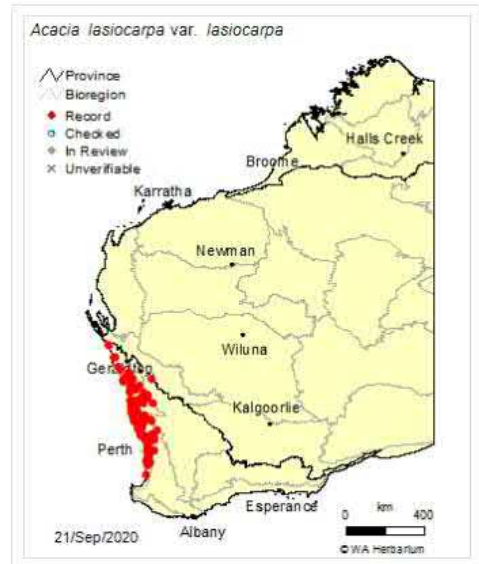 Acacia lasiocarpa var. lasiocarpa
Province
Bioregion
Record
Checked
In Review
Unverifiable
Halls Creek
Broome
Karratha
Newman
Wiluna
Geraldton
Kalgoorlie
Perth
Esperance
Albany
km
0 400
21/Sep/2020
© WA Herbarium